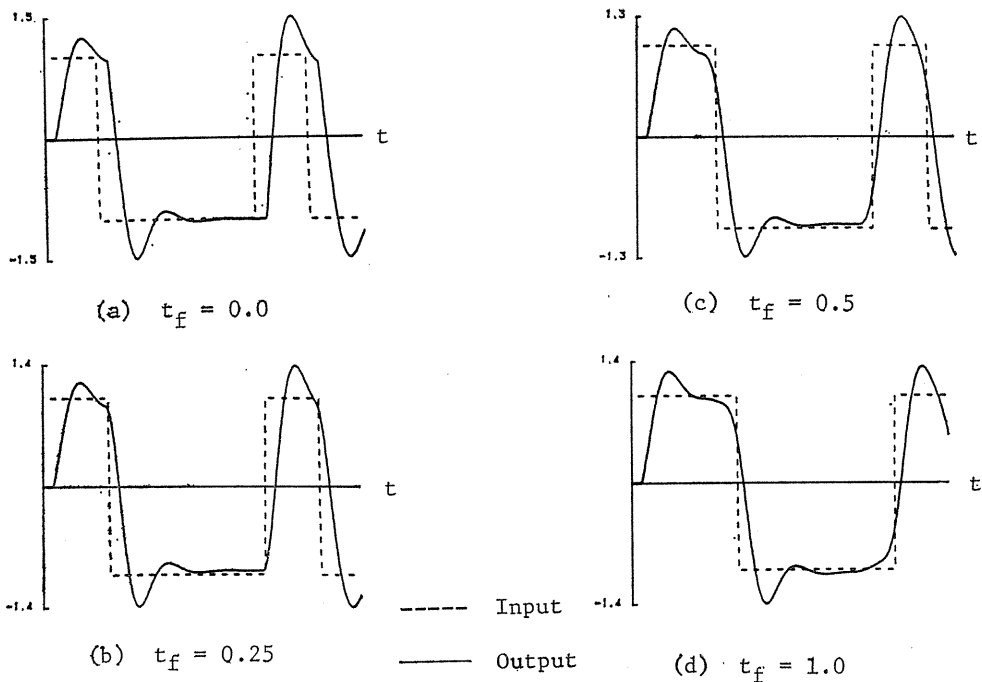 1.5
t
-1.5
(a) t_f = 0.0
1.3
t
-1.3
(c) t_f = 0.5
1.4
t
-1.4
(b) t_f = 0.25
1.4
t
-1.4
(d) t_f = 1.0
Input
Output